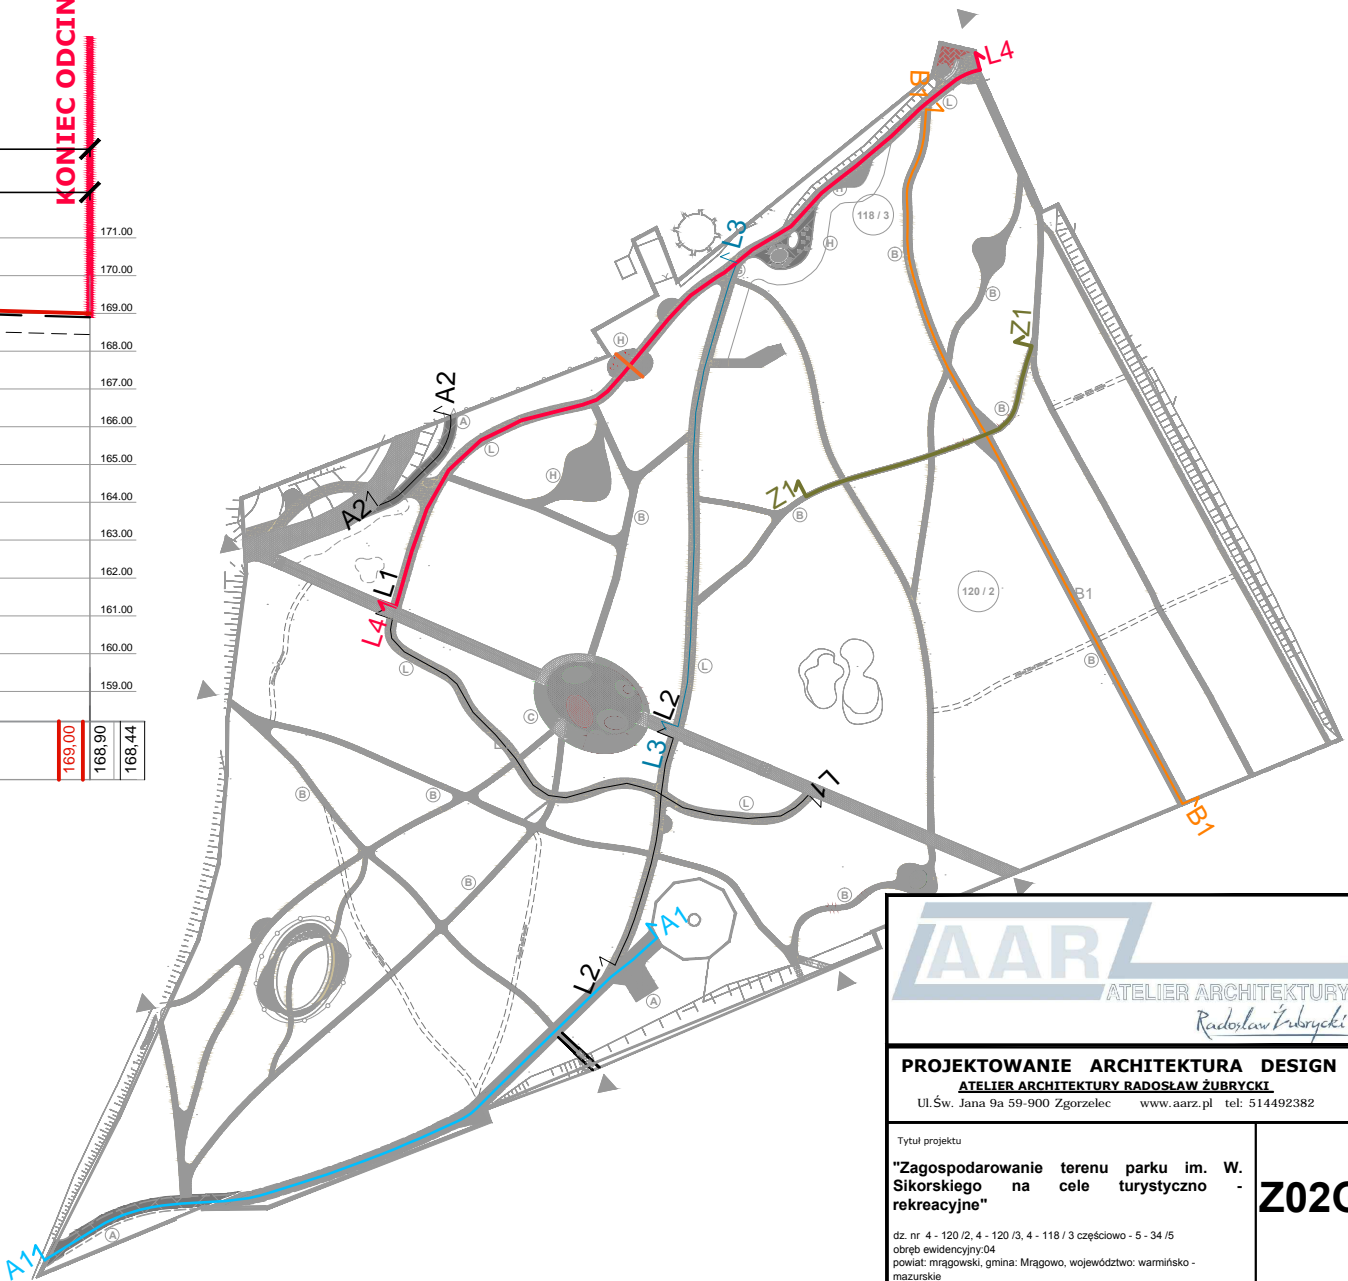 KONIEC ODCIN
171.00
170.00
169.00
168.00
167.00
166.00
165.00
164.00
163.00
162.00
161.00
160.00
159.00
169,00
168,90
168,44
L4
B1
L
H
118 / 3
H
L3
B
B
H
Z1
A2
A
L
B
H
A2
Z1
B
B
L1
120 / 2
B1
L4
L
L
B
L2
C
L3
L1
B
B
L
B1
B
B
A1
L2
A
A
A1
AAR
ATELIER ARCHITEKTURY
Radosław Żubrycki
PROJEKTOWANIE ARCHITEKTURA DESIGN
ATELIER ARCHITEKTURY RADOSŁAW ŻUBRYCKI
Ul.Św. Jana 9a 59-900 Zgorzelec www.aarz.pl tel: 514492382
Tytuł projektu
"Zagospodarowanie terenu parku im. W.
Sikorskiego na cele turystyczno -
rekreacyjne"
Z02
dz. nr 4 - 120 /2, 4 - 120 /3, 4 - 118 / 3 częściowo - 5 - 34 /5
obręb ewidencyjny:04
powiat: mrągowski, gmina: Mrągowo, województwo: warmińsko -
mazurskie